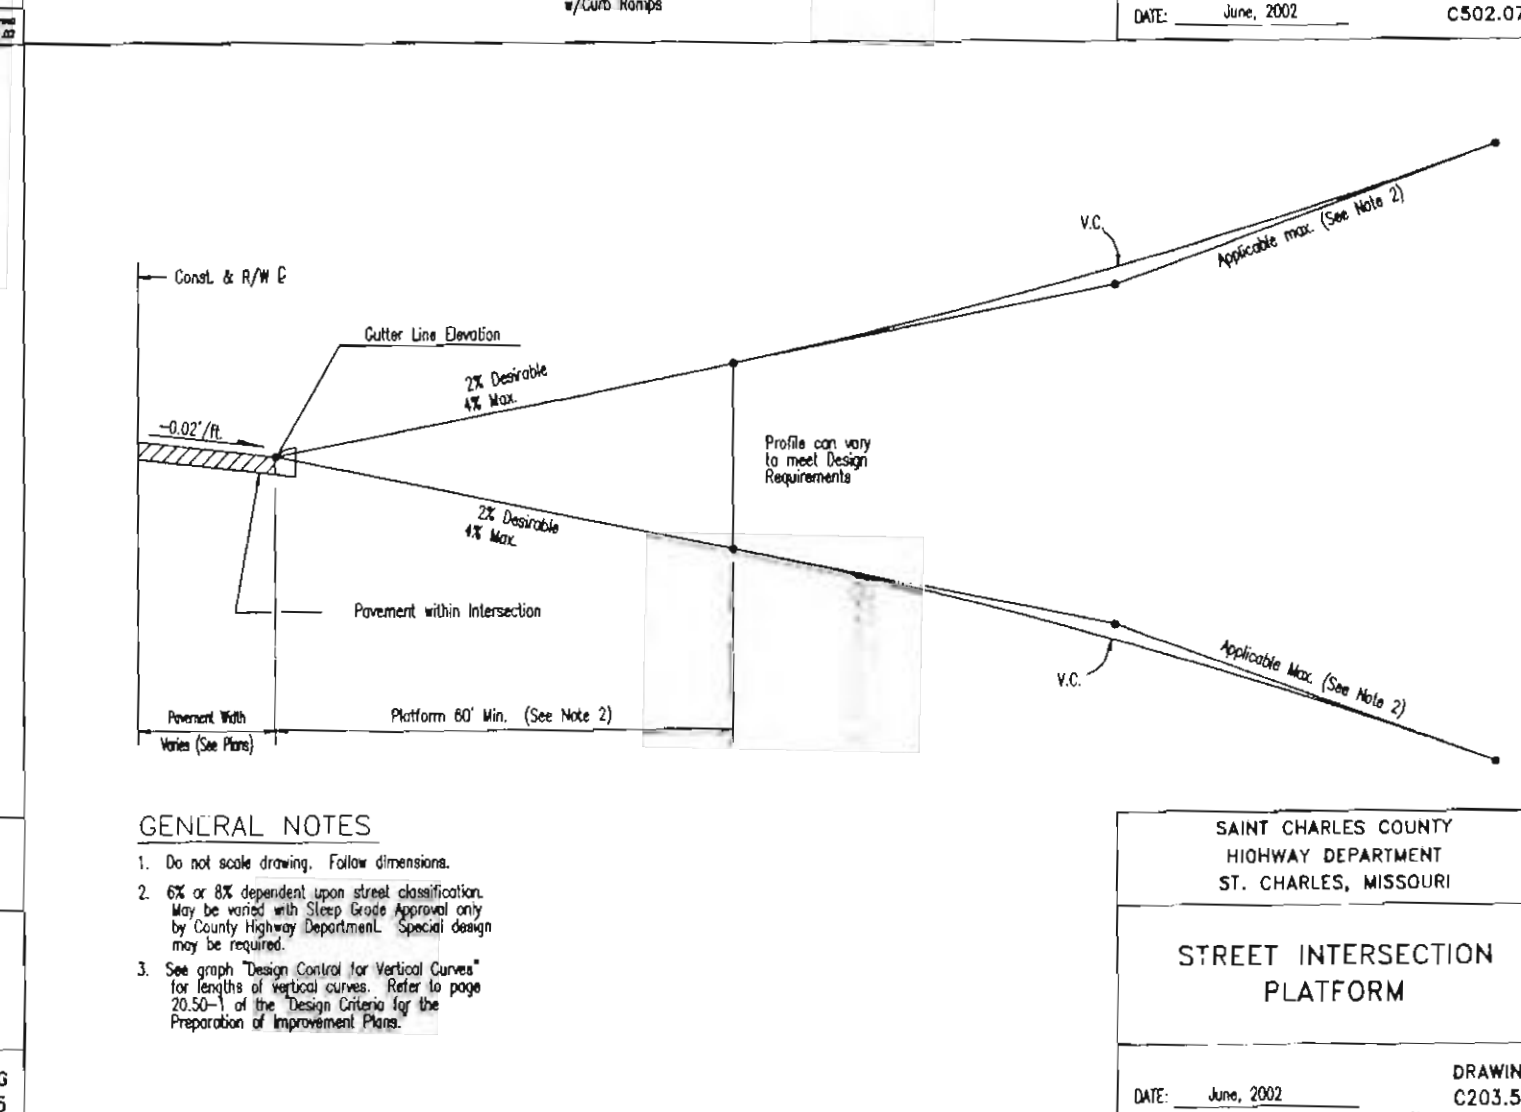 w/Curb Ramps
DATE: June, 2002
C502.07
Const. & R/W ℄
Gutter Line Elevation
2% Desirable
4% Max.
-0.02'/ft.
V.C.
Applicable max. (See Note 2)
Profile can vary
to meet Design
Requirements
2% Desirable
4% Max.
Pavement within Intersection
Applicable Max. (See Note 2)
V.C.
Pavement Width
Varies (See Plans)
Platform 60' Min. (See Note 2)
GENERAL NOTES
1. Do not scale drawing. Follow dimensions.
2. 6% or 8% dependent upon street classification.
May be varied with Steep Grade Approval only
by County Highway Department. Special design
may be required.
3. See graph "Design Control for Vertical Curves"
for lengths of vertical curves. Refer to page
20.50-1 of the "Design Criteria for the
Preparation of Improvement Plans."
SAINT CHARLES COUNTY
HIGHWAY DEPARTMENT
ST. CHARLES, MISSOURI
STREET INTERSECTION
PLATFORM
DATE: June, 2002
DRAWIN
C203.5
G
5